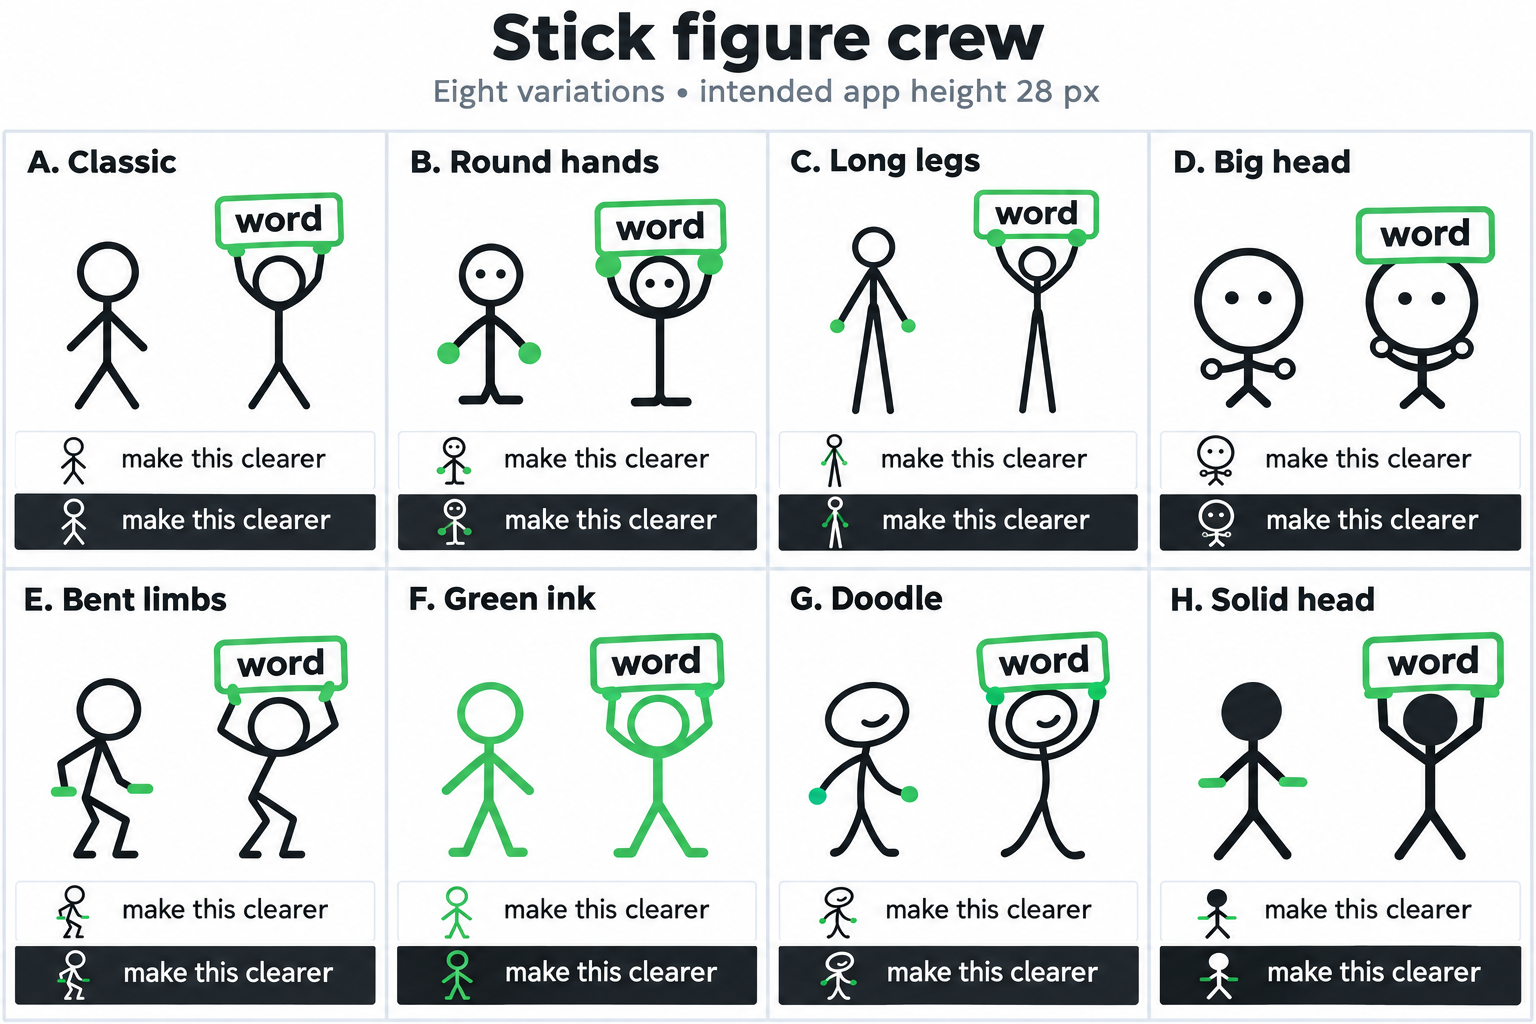 Stick figure crew
Eight variations • intended app height 28 px
A. Classic
word
make this clearer
make this clearer
B. Round hands
word
make this clearer
make this clearer
C. Long legs
word
make this clearer
make this clearer
D. Big head
word
make this clearer
make this clearer
E. Bent limbs
word
make this clearer
make this clearer
F. Green ink
word
make this clearer
make this clearer
G. Doodle
word
make this clearer
make this clearer
H. Solid head
word
make this clearer
make this clearer